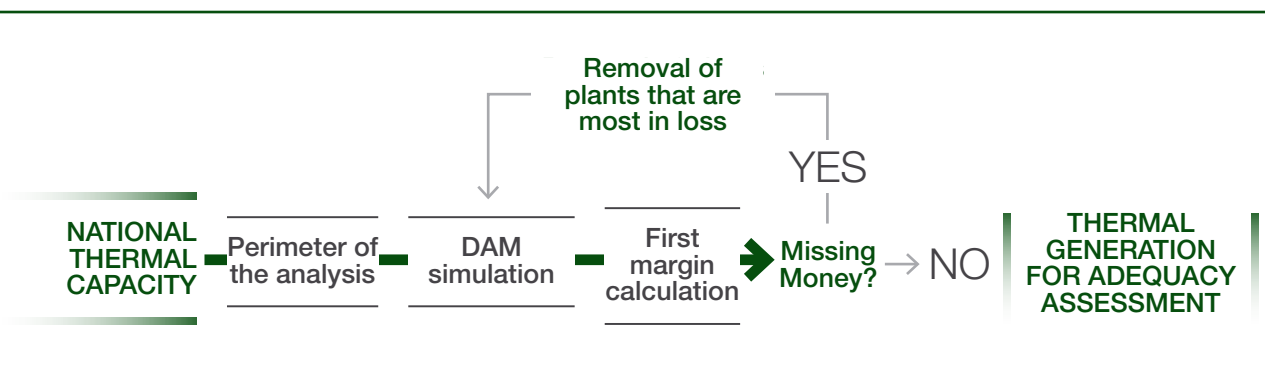 Removal of
plants that are
most in loss
YES
NATIONAL
THERMAL
CAPACITY
Perimeter of
the analysis
DAM
simulation
First
margin
calculation
Missing
Money?
NO
THERMAL
GENERATION
FOR ADEQUACY
ASSESSMENT